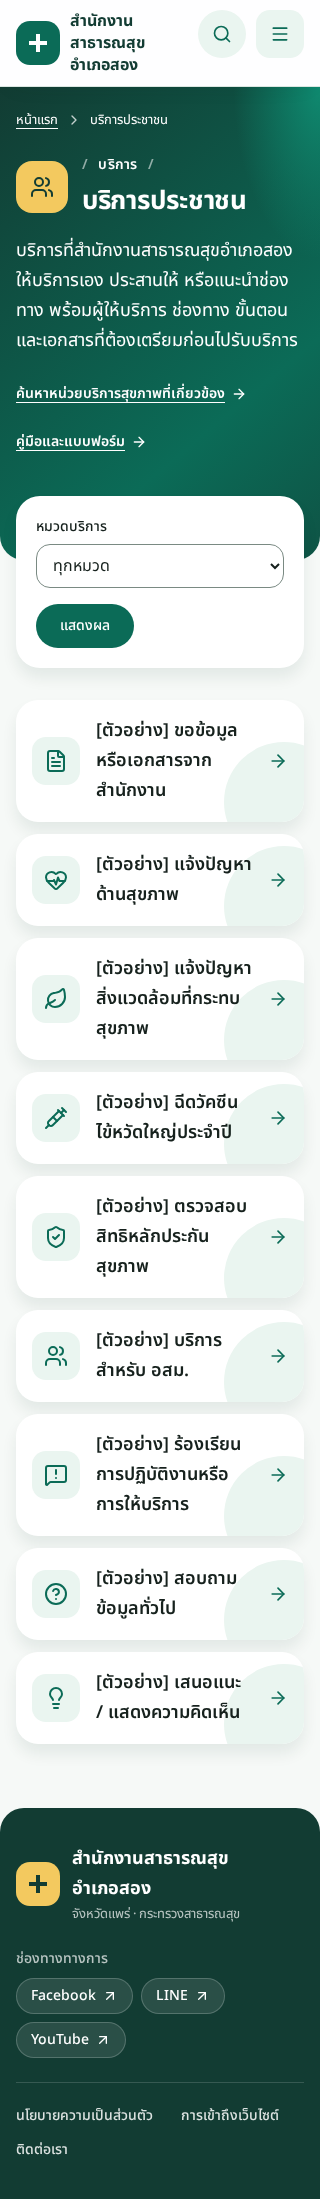 สำนักงาน
สาธารณสุข
อำเภอสอง
หน้าแรก > บริการประชาชน
/ บริการ /
บริการประชาชน
บริการที่สำนักงานสาธารณสุขอำเภอสอง
ให้บริการเอง ประสานให้ หรือแนะนำช่อง
ทาง พร้อมผู้ให้บริการ ช่องทาง ขั้นตอน
และเอกสารที่ต้องเตรียมก่อนไปรับบริการ
ค้นหาหน่วยบริการสุขภาพที่เกี่ยวข้อง →
คู่มือและแบบฟอร์ม →
หมวดบริการ
ทุกหมวด
แสดงผล
[ตัวอย่าง] ขอข้อมูล
หรือเอกสารจาก
สำนักงาน
[ตัวอย่าง] แจ้งปัญหา
ด้านสุขภาพ
[ตัวอย่าง] แจ้งปัญหา
สิ่งแวดล้อมที่กระทบ
สุขภาพ
[ตัวอย่าง] ฉีดวัคซีน
ไข้หวัดใหญ่ประจำปี
[ตัวอย่าง] ตรวจสอบ
สิทธิหลักประกัน
สุขภาพ
[ตัวอย่าง] บริการ
สำหรับ อสม.
[ตัวอย่าง] ร้องเรียน
การปฏิบัติงานหรือ
การให้บริการ
[ตัวอย่าง] สอบถาม
ข้อมูลทั่วไป
[ตัวอย่าง] เสนอแนะ
/ แสดงความคิดเห็น
สำนักงานสาธารณสุข
อำเภอสอง
จังหวัดแพร่ · กระทรวงสาธารณสุข
ช่องทางทางการ
Facebook ↗ LINE ↗
YouTube ↗
นโยบายความเป็นส่วนตัว การเข้าถึงเว็บไซต์
ติดต่อเรา